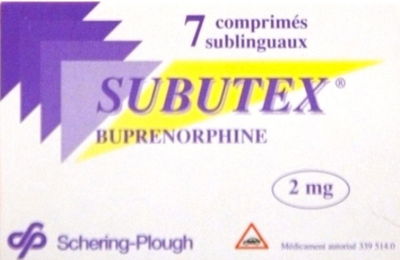 7 comprimés
sublinguaux
SUBUTEX®
BUPRENORPHINE
2 mg
Schering-Plough
Médicament autorisé 339 514.0